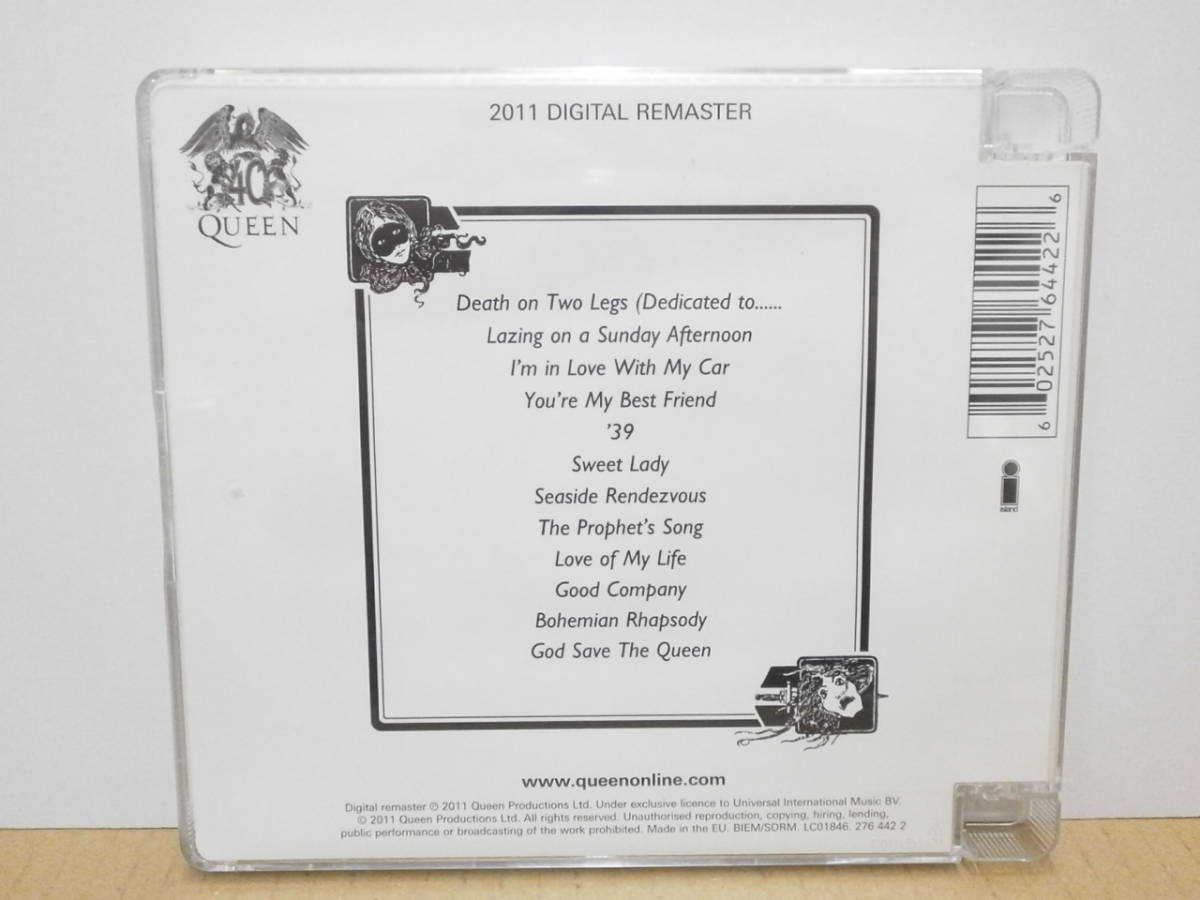 2011 DIGITAL REMASTER
40
QUEEN
Death on Two Legs (Dedicated to......
Lazing on a Sunday Afternoon
I'm in Love With My Car
You're My Best Friend
'39
Sweet Lady
Seaside Rendezvous
The Prophet's Song
Love of My Life
Good Company
Bohemian Rhapsody
God Save The Queen
6 02527 64422 6
island
www.queenonline.com
Digital remaster ℗ 2011 Queen Productions Ltd. Under exclusive licence to Universal International Music BV.
© 2011 Queen Productions Ltd. All rights reserved. Unauthorised reproduction, copying, hiring, lending,
public performance or broadcasting of the work prohibited. Made in the EU. BIEM/SDRM. LC01846. 276 442 2